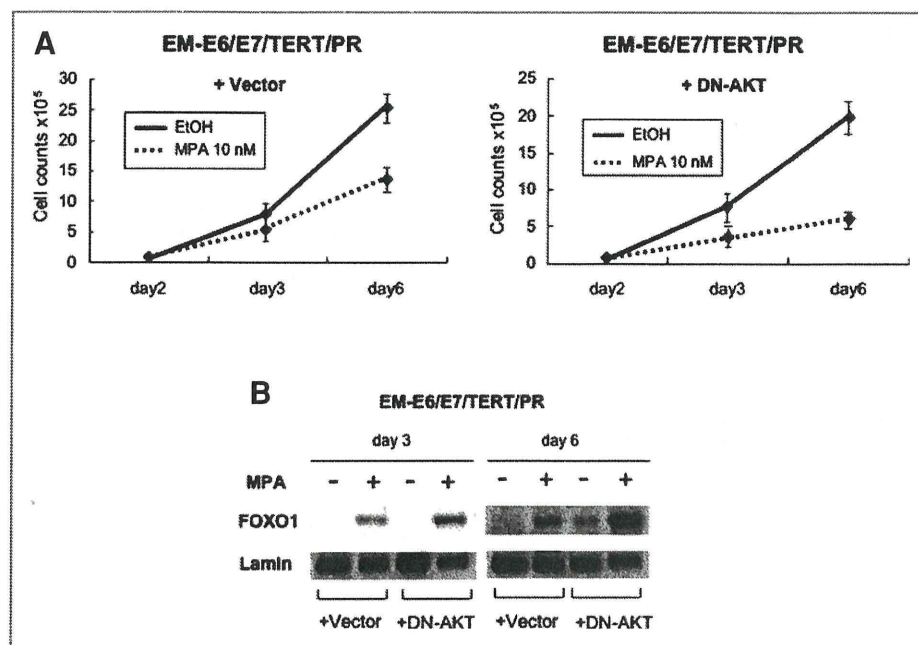 A
EM-E6/E7/TERT/PR
+ Vector
Cell counts x10⁵
30
25
20
15
10
5
0
EtOH
MPA 10 nM
day2 day3 day6
EM-E6/E7/TERT/PR
+ DN-AKT
Cell counts x10⁵
25
20
15
10
5
0
EtOH
MPA 10 nM
day2 day3 day6
B
EM-E6/E7/TERT/PR
day 3 day 6
MPA - + - + - + - +
FOXO1
Lamin
+Vector +DN-AKT +Vector +DN-AKT